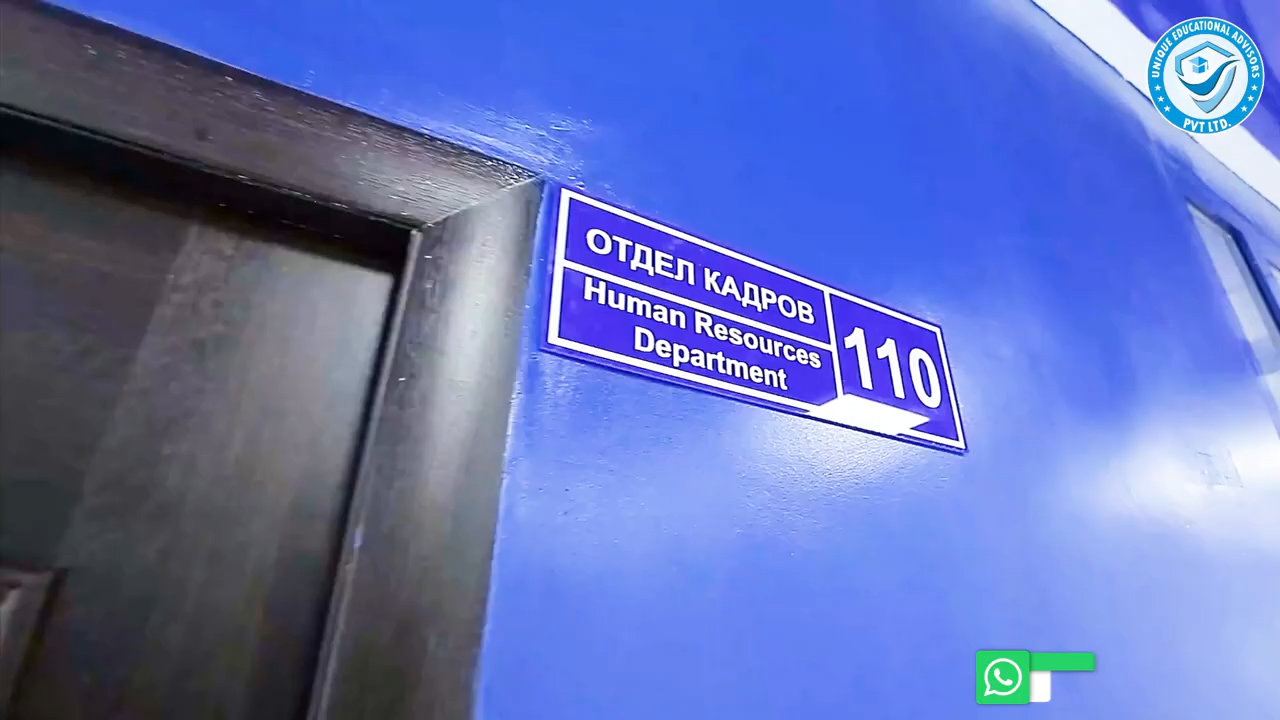 ОТДЕЛ КАДРОВ
Human Resources
Department
110
UNIQUE EDUCATIONAL ADVISORS
PVT LTD.